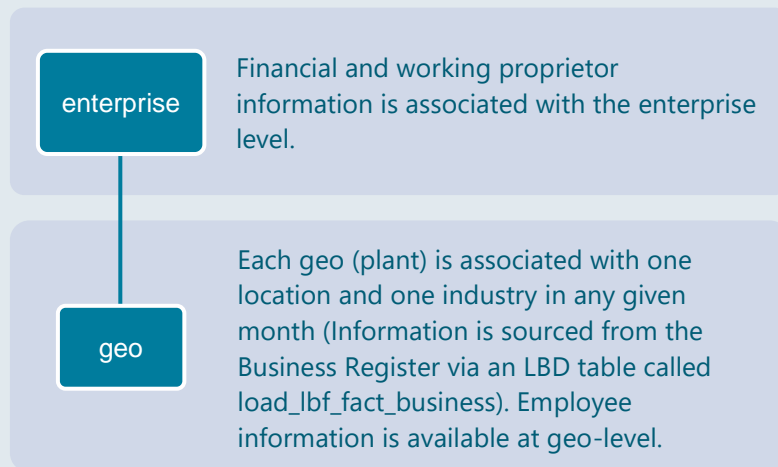 enterprise
Financial and working proprietor
information is associated with the enterprise
level.
geo
Each geo (plant) is associated with one
location and one industry in any given
month (Information is sourced from the
Business Register via an LBD table called
load_lbf_fact_business). Employee
information is available at geo-level.